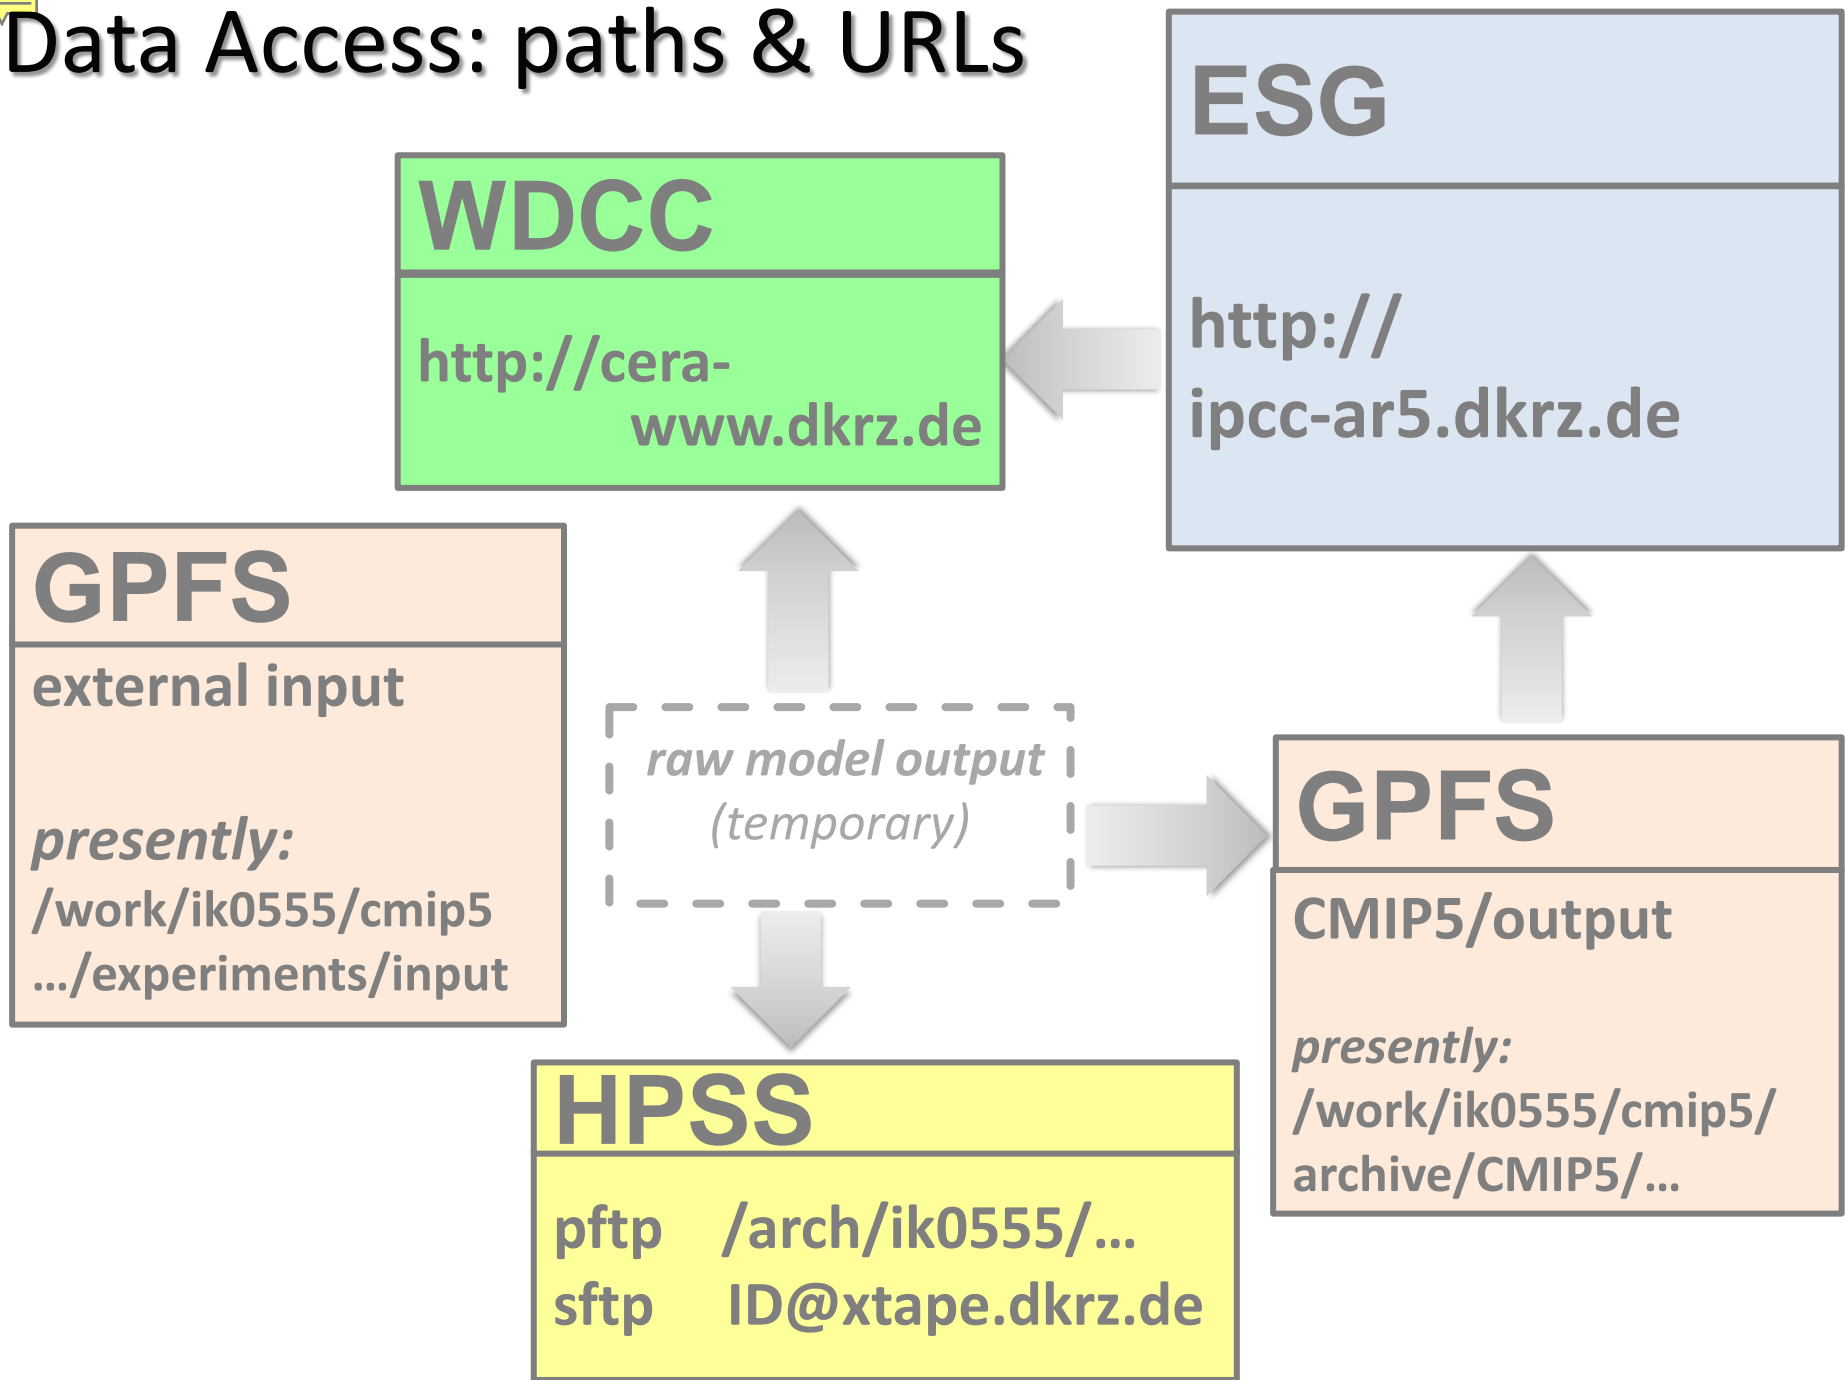 Data Access: paths & URLs
ESG
http://
ipcc-ar5.dkrz.de
WDCC
http://cera-
www.dkrz.de
GPFS
external input
presently:
/work/ik0555/cmip5
.../experiments/input
raw model output
(temporary)
GPFS
CMIP5/output
presently:
/work/ik0555/cmip5/
archive/CMIP5/...
HPSS
pftp /arch/ik0555/...
sftp ID@xtape.dkrz.de